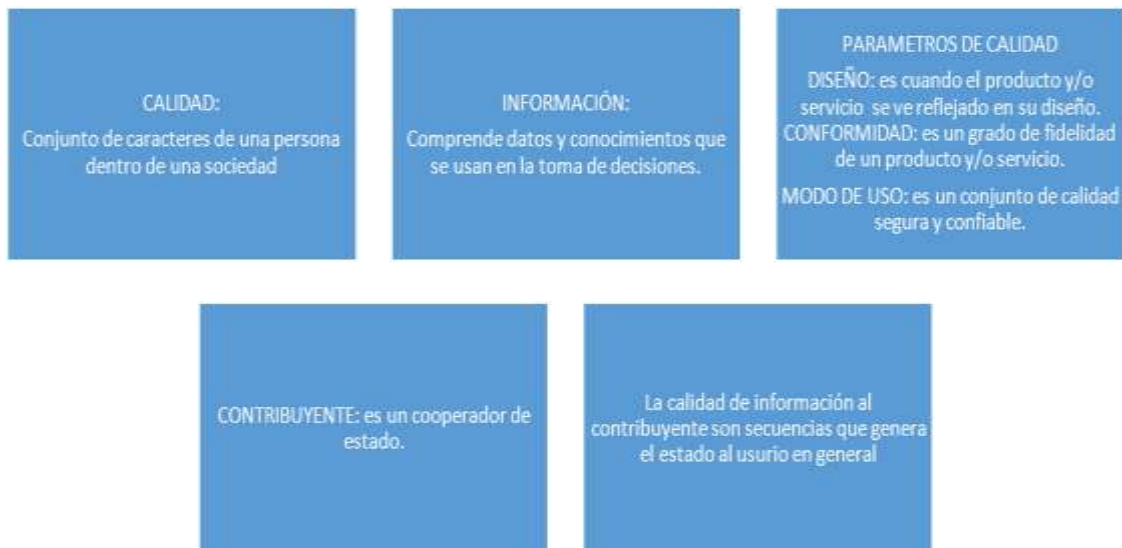 CALIDAD:
Conjunto de caracteres de una persona
dentro de una sociedad
INFORMACIÓN:
Comprende datos y conocimientos que
se usan en la toma de decisiones.
PARAMETROS DE CALIDAD
DISEÑO: es cuando el producto y/o
servicio se ve reflejado en su diseño.
CONFORMIDAD: es un grado de fidelidad
de un producto y/o servicio.
MODO DE USO: es un conjunto de calidad
segura y confiable.
CONTRIBUYENTE: es un cooperador de
estado.
La calidad de información al
contribuyente son secuencias que genera
el estado al usurio en general